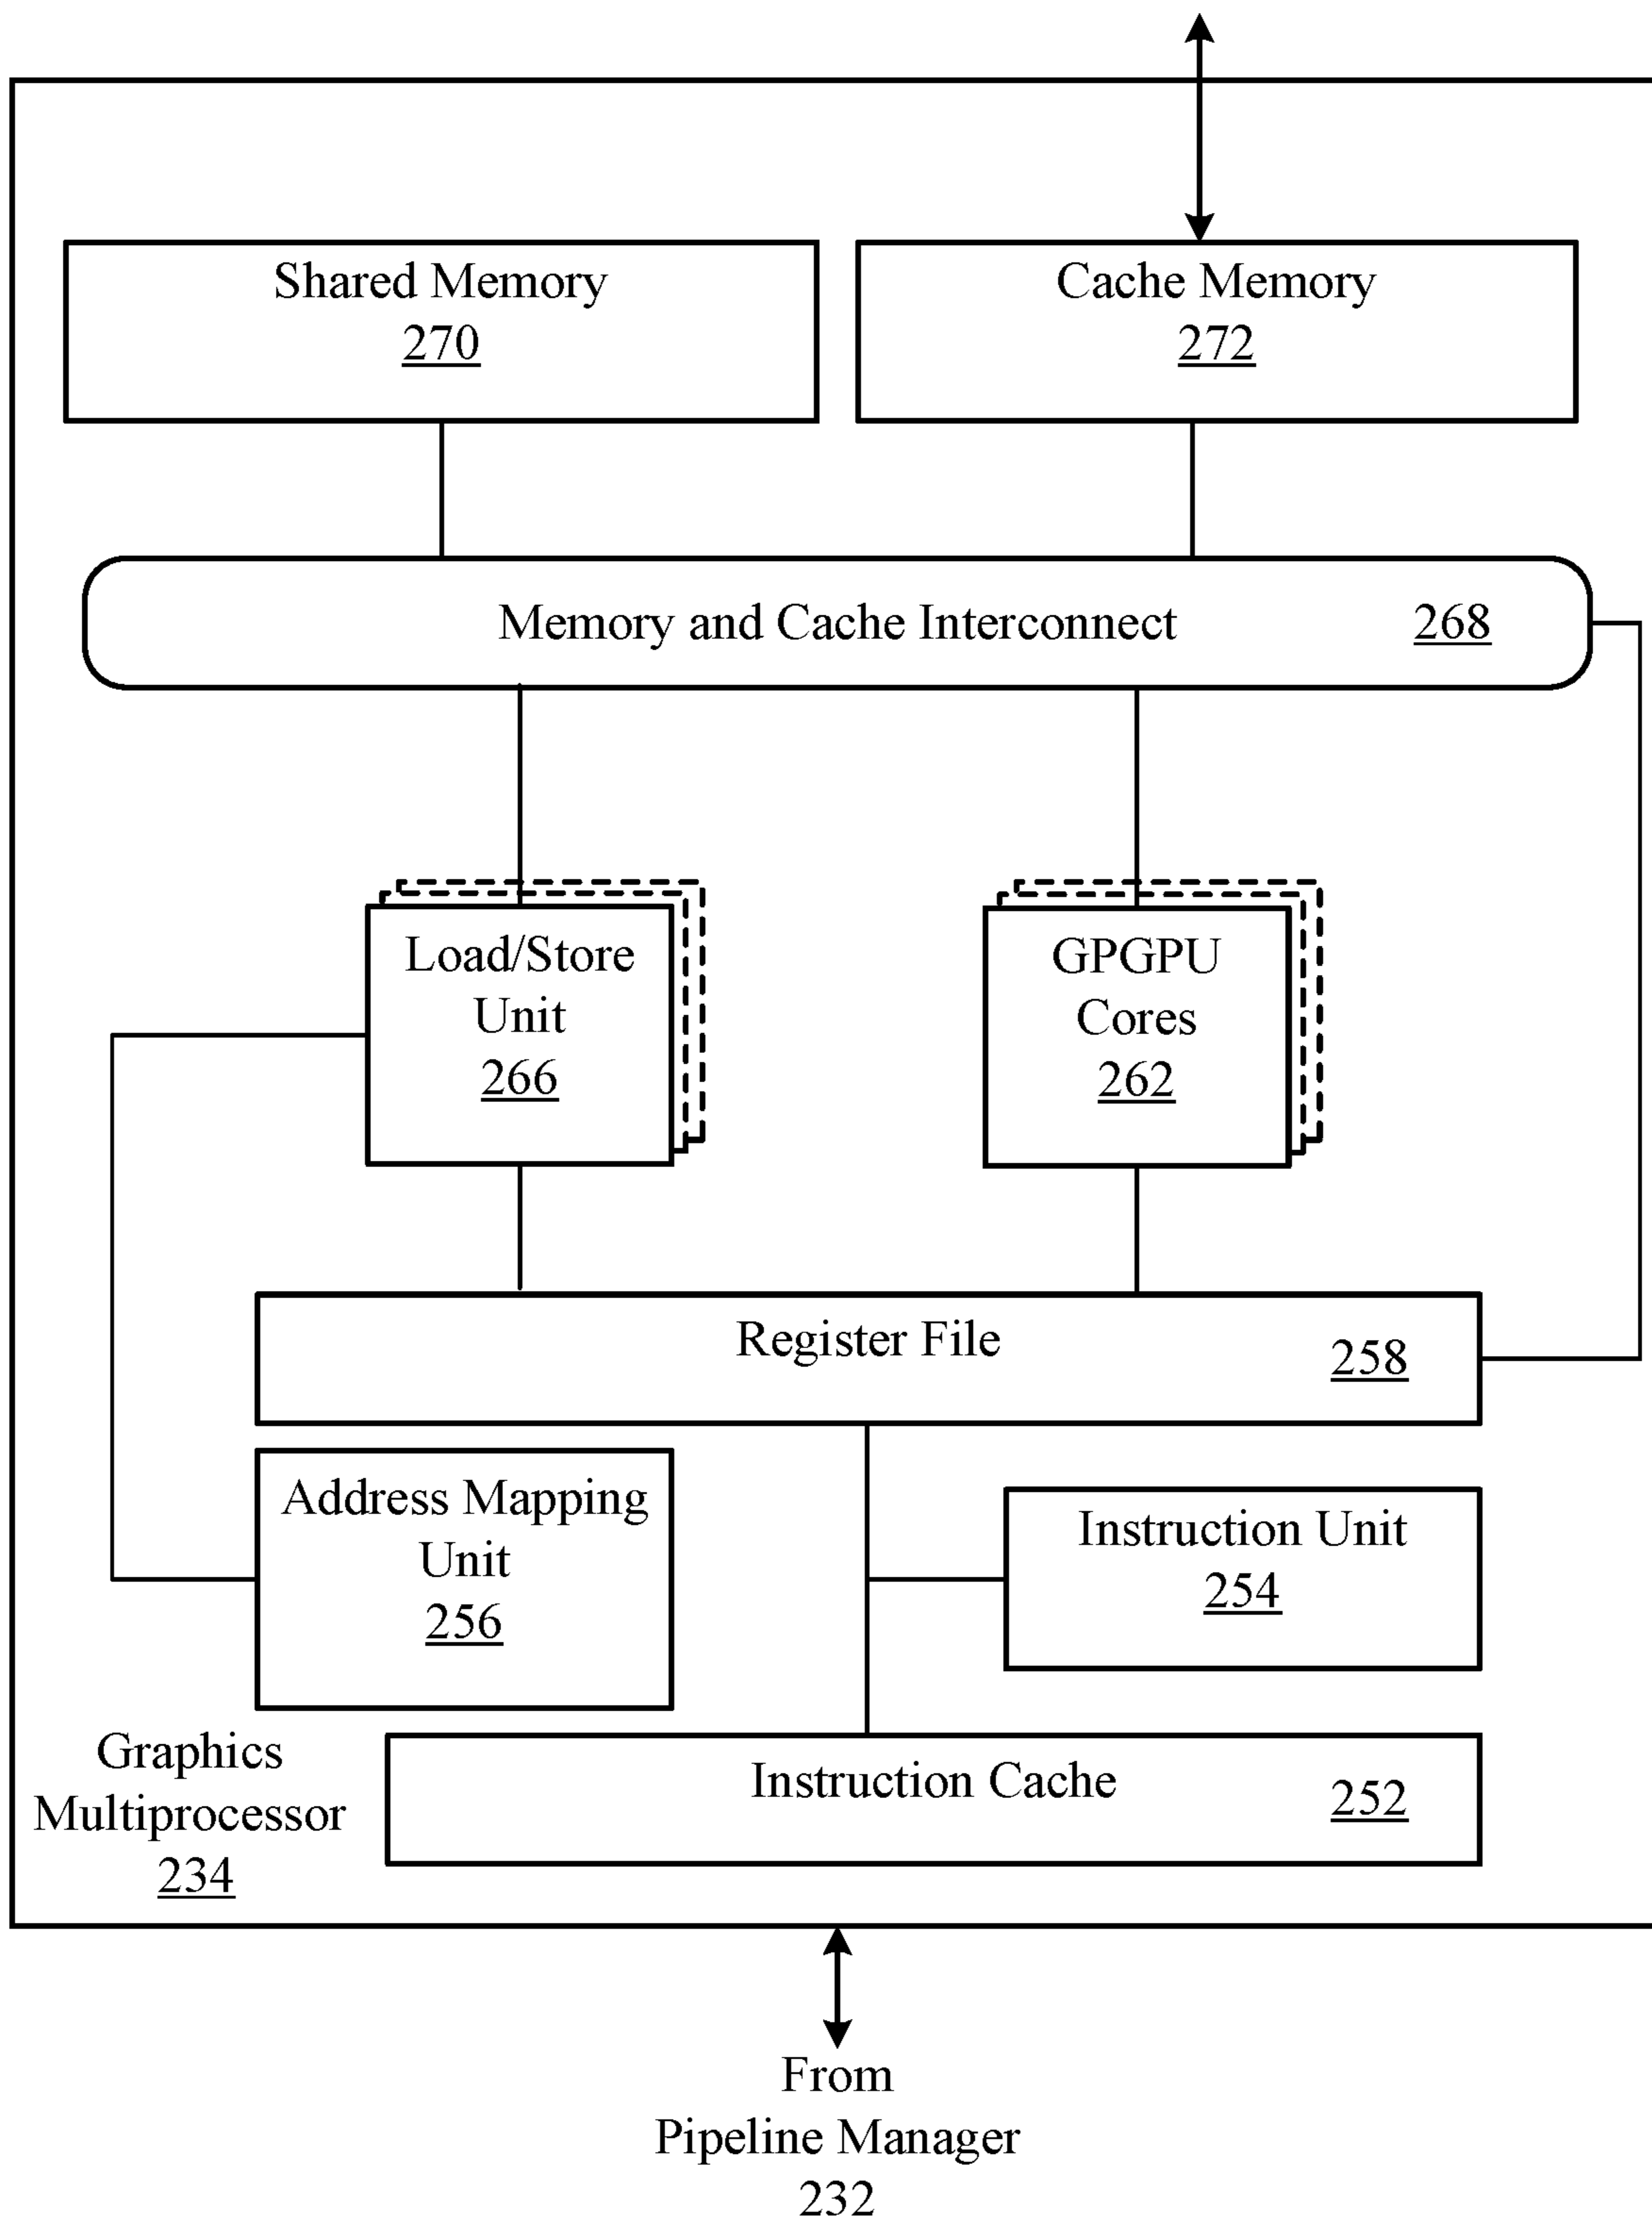 Shared Memory
270
Cache Memory
272
Memory and Cache Interconnect 268
Load/Store
Unit
266
GPGPU
Cores
262
Register File 258
Address Mapping
Unit
256
Instruction Unit
254
Graphics
Multiprocessor
234
Instruction Cache 252
From
Pipeline Manager
232